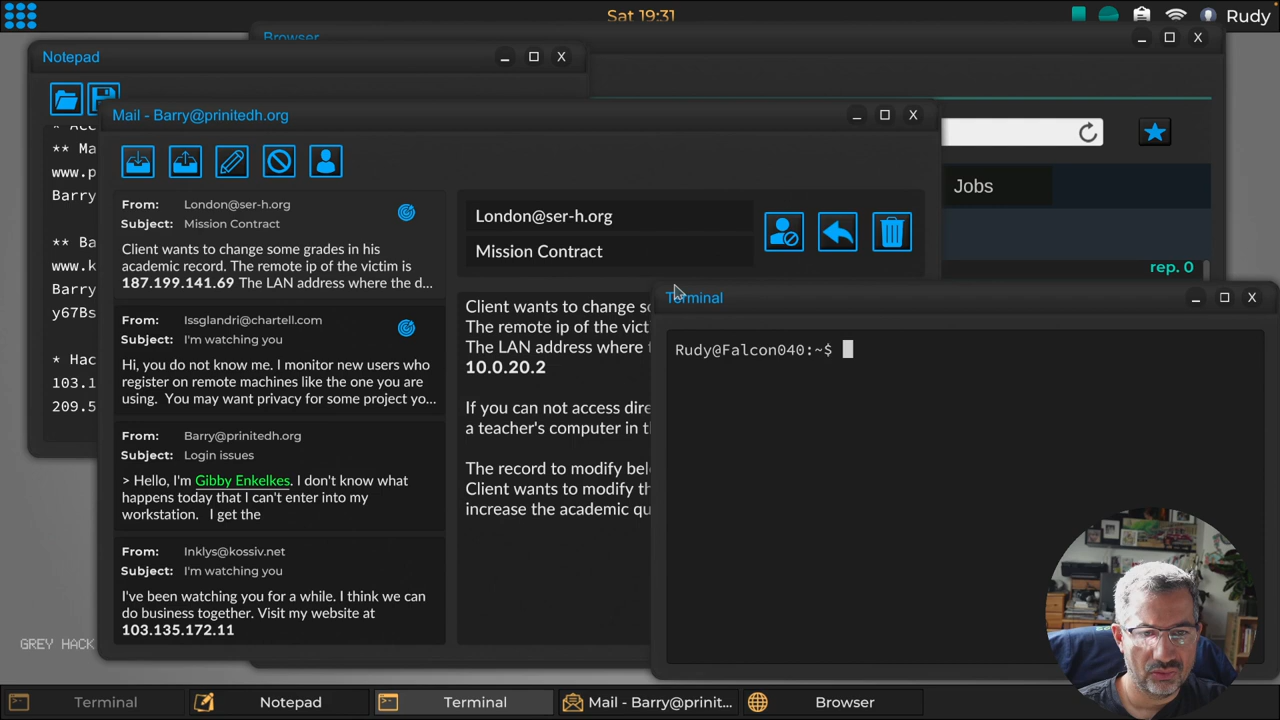 Sat 19:31
Rudy
Browser
Notepad
** Ma
www.p
Barry
** Ba
www.k
Barry
y67Bs
* Hac
103.1
209.5
Mail - Barry@prinitedh.org
From: London@ser-h.org
Subject: Mission Contract
Client wants to change some grades in his
academic record. The remote ip of the victim is
187.199.141.69 The LAN address where the d...
From: Issglandri@chartell.com
Subject: I'm watching you
Hi, you do not know me. I monitor new users who
register on remote machines like the one you are
using. You may want privacy for some project yo...
From: Barry@prinitedh.org
Subject: Login issues
> Hello, I'm Gibby Enkelkes. I don't know what
happens today that I can't enter into my
workstation. I get the
From: Inklys@kossiv.net
Subject: I'm watching you
I've been watching you for a while. I think we can
do business together. Visit my website at
103.135.172.11
London@ser-h.org
Mission Contract
Client wants to change so
The remote ip of the vict
The LAN address where t
10.0.20.2
If you can not access dire
a teacher's computer in th
The record to modify belo
Client wants to modify th
increase the academic qu
Jobs
rep. 0
Terminal
Rudy@Falcon040:~$
GREY HACK
Terminal
Notepad
Terminal
Mail - Barry@prinit...
Browser